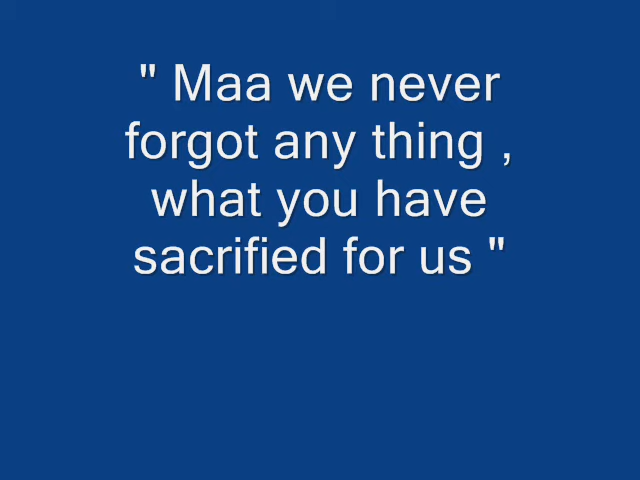 " Maa we never
forgot any thing ,
what you have
sacrified for us "